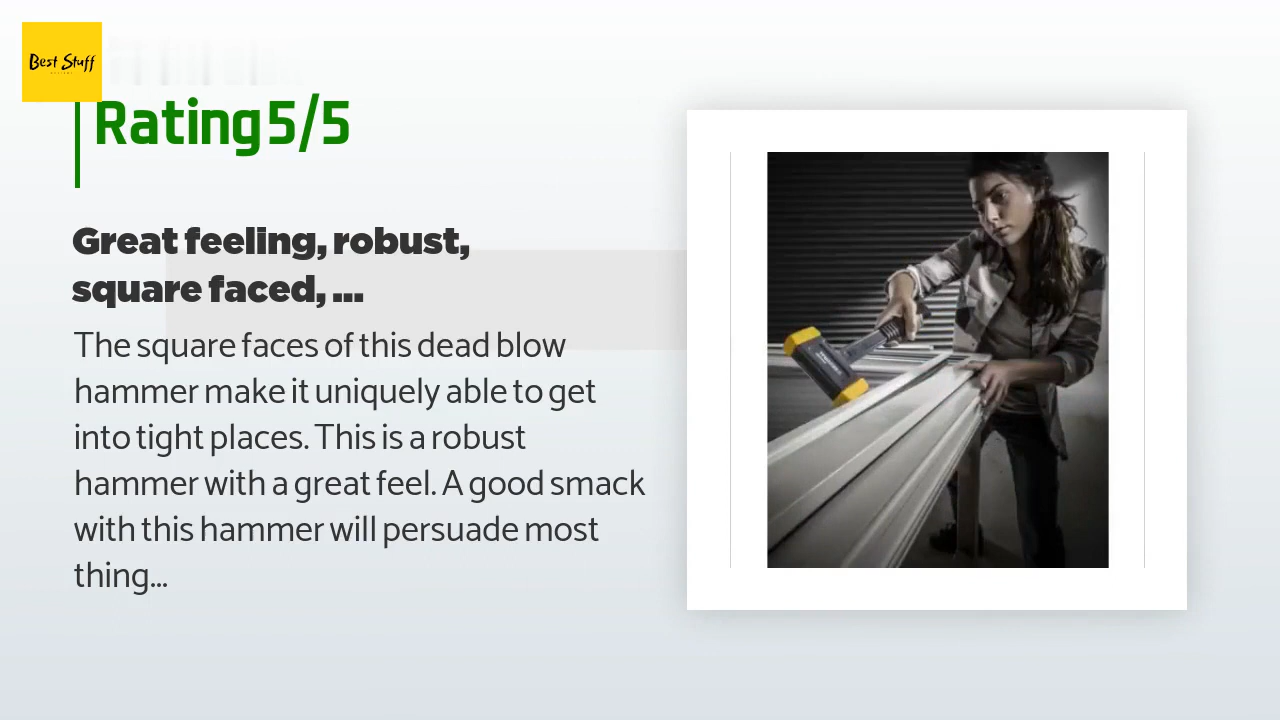 Best Stuff
Rating 5/5
Great feeling, robust,
square faced, ...
The square faces of this dead blow
hammer make it uniquely able to get
into tight places. This is a robust
hammer with a great feel. A good smack
with this hammer will persuade most
thing...